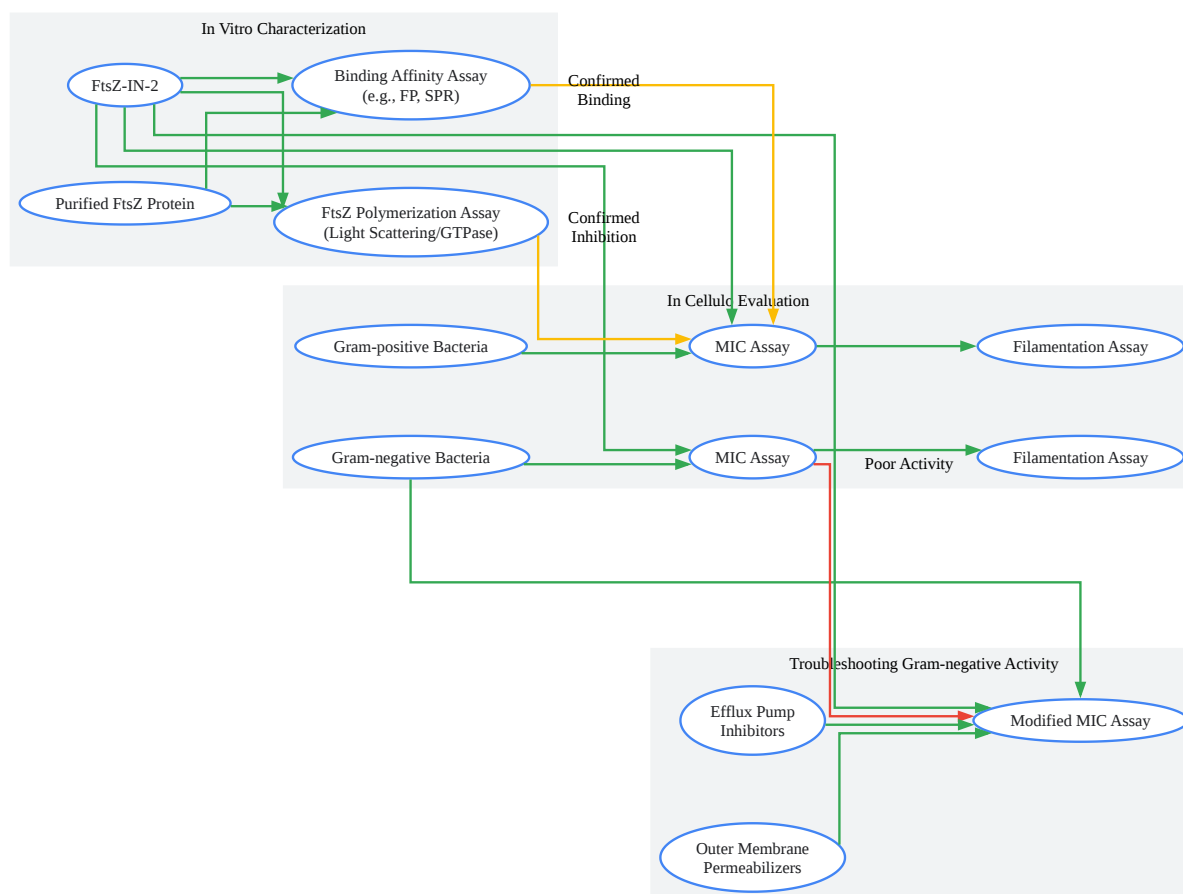 In Vitro Characterization
FtsZ-IN-2
Binding Affinity Assay
(e.g., FP, SPR)
Confirmed
Binding
Purified FtsZ Protein
FtsZ Polymerization Assay
(Light Scattering/GTPase)
Confirmed
Inhibition
In Cellulo Evaluation
Gram-positive Bacteria
MIC Assay
Filamentation Assay
Gram-negative Bacteria
MIC Assay
Poor Activity
Filamentation Assay
Troubleshooting Gram-negative Activity
Efflux Pump
Inhibitors
Modified MIC Assay
Outer Membrane
Permeabilizers